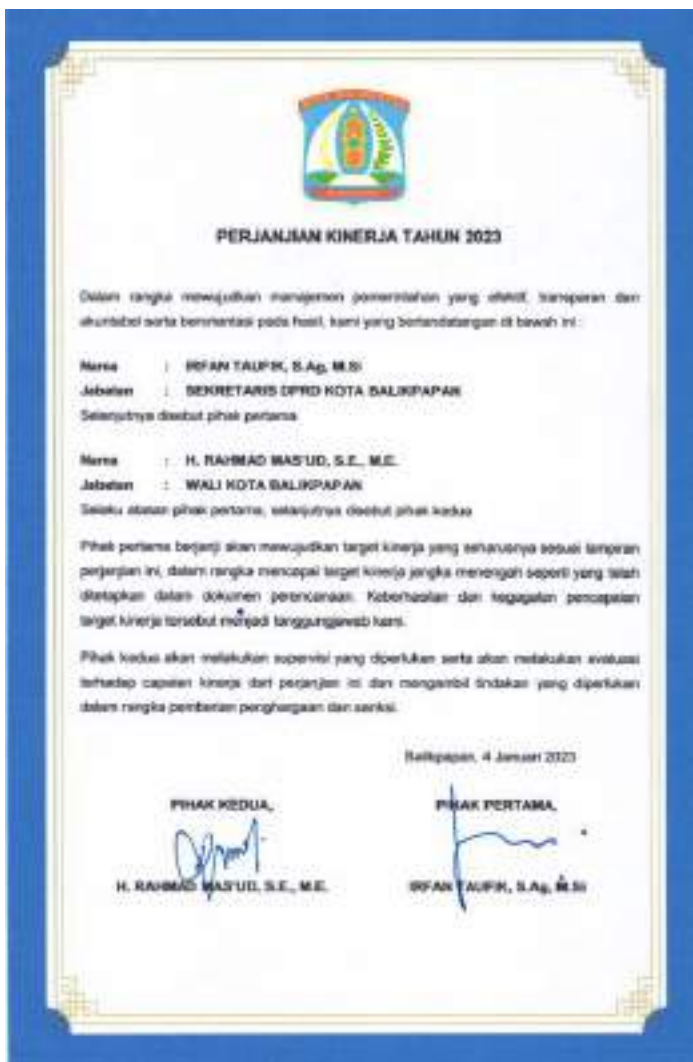 PERJANJIAN KINERJA TAHUN 2023
Dalam rangka mewujudkan manajemen pemerintahan yang efektif, transparan dan
akuntabel serta berorientasi pada hasil, kami yang bertandatangan di bawah ini :
Nama : IRFAN TAUFIK, S.Ag, M.Si
Jabatan : SEKRETARIS DPRD KOTA BALIKPAPAN
Selanjutnya disebut pihak pertama
Nama : H. RAHMAD MAS'UD, S.E., M.E.
Jabatan : WALI KOTA BALIKPAPAN
Selaku atasan pihak pertama, selanjutnya disebut pihak kedua
Pihak pertama berjanji akan mewujudkan target kinerja yang seharusnya sesuai lampiran
perjanjian ini, dalam rangka mencapai target kinerja jangka menengah seperti yang telah
ditetapkan dalam dokumen perencanaan. Keberhasilan dan kegagalan pencapaian
target kinerja tersebut menjadi tanggungjawab kami.
Pihak kedua akan melakukan supervisi yang diperlukan serta akan melakukan evaluasi
terhadap capaian kinerja dari perjanjian ini dan mengambil tindakan yang diperlukan
dalam rangka pemberian penghargaan dan sanksi.
Balikpapan, 4 Januari 2023
PIHAK KEDUA, PIHAK PERTAMA,
H. RAHMAD MAS'UD, S.E., M.E. IRFAN TAUFIK, S.Ag, M.Si